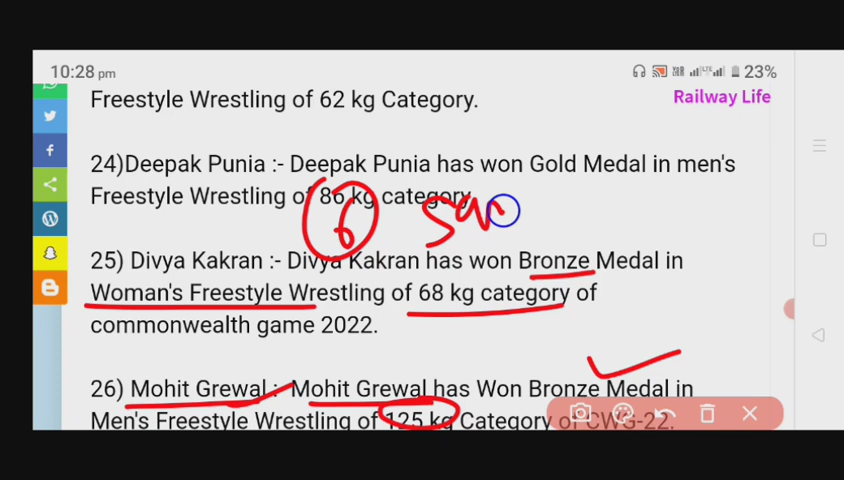 10:28 pm
23%
Railway Life
Freestyle Wrestling of 62 kg Category.
24)Deepak Punia :- Deepak Punia has won Gold Medal in men's
Freestyle Wrestling of 86 kg category.
6
25) Divya Kakran :- Divya Kakran has won Bronze Medal in
Woman's Freestyle Wrestling of 68 kg category of
commonwealth game 2022.
26) Mohit Grewal :- Mohit Grewal has Won Bronze Medal in
Men's Freestyle Wrestling of 125 kg Category of CWG-22.